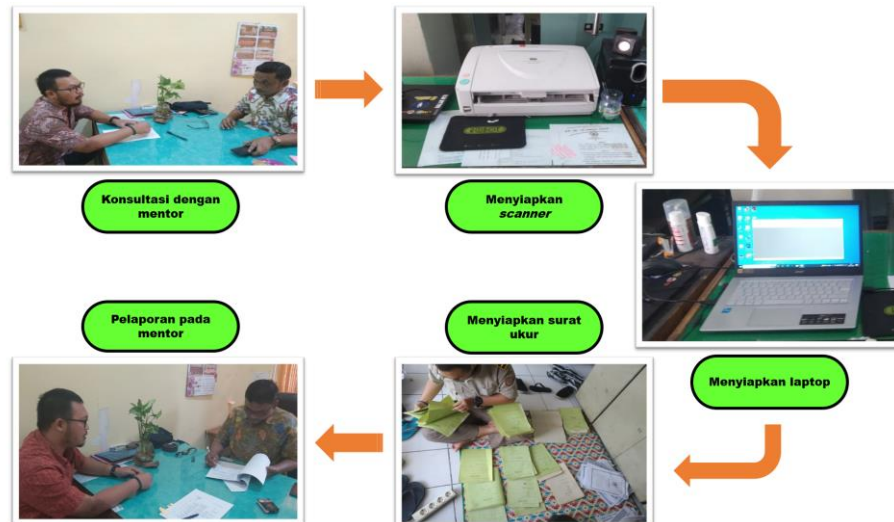 Konsultasi dengan
mentor
Menyiapkan
scanner
Menyiapkan laptop
Menyiapkan surat
ukur
Pelaporan pada
mentor